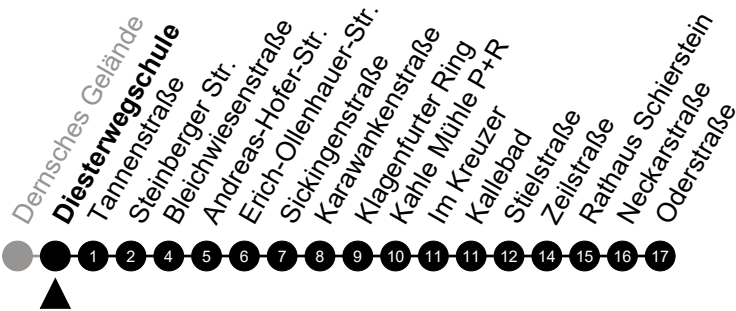 Dernsches Gelände
Diesterwegschule
Tannenstraße
Steinberger Str.
Bleichwiesenstraße
Andreas-Hofer-Str.
Erich-Ollenhauer-Str.
Sickingenstraße
Karawankenstraße
Klagenfurter Ring
Kahle Mühle P+R
Im Kreuzer
Kallebad
Stielstraße
Zeilstraße
Rathaus Schierstein
Neckarstraße
Oderstraße
1 2 4 5 6 7 8 9 10 11 11 12 14 15 16 17